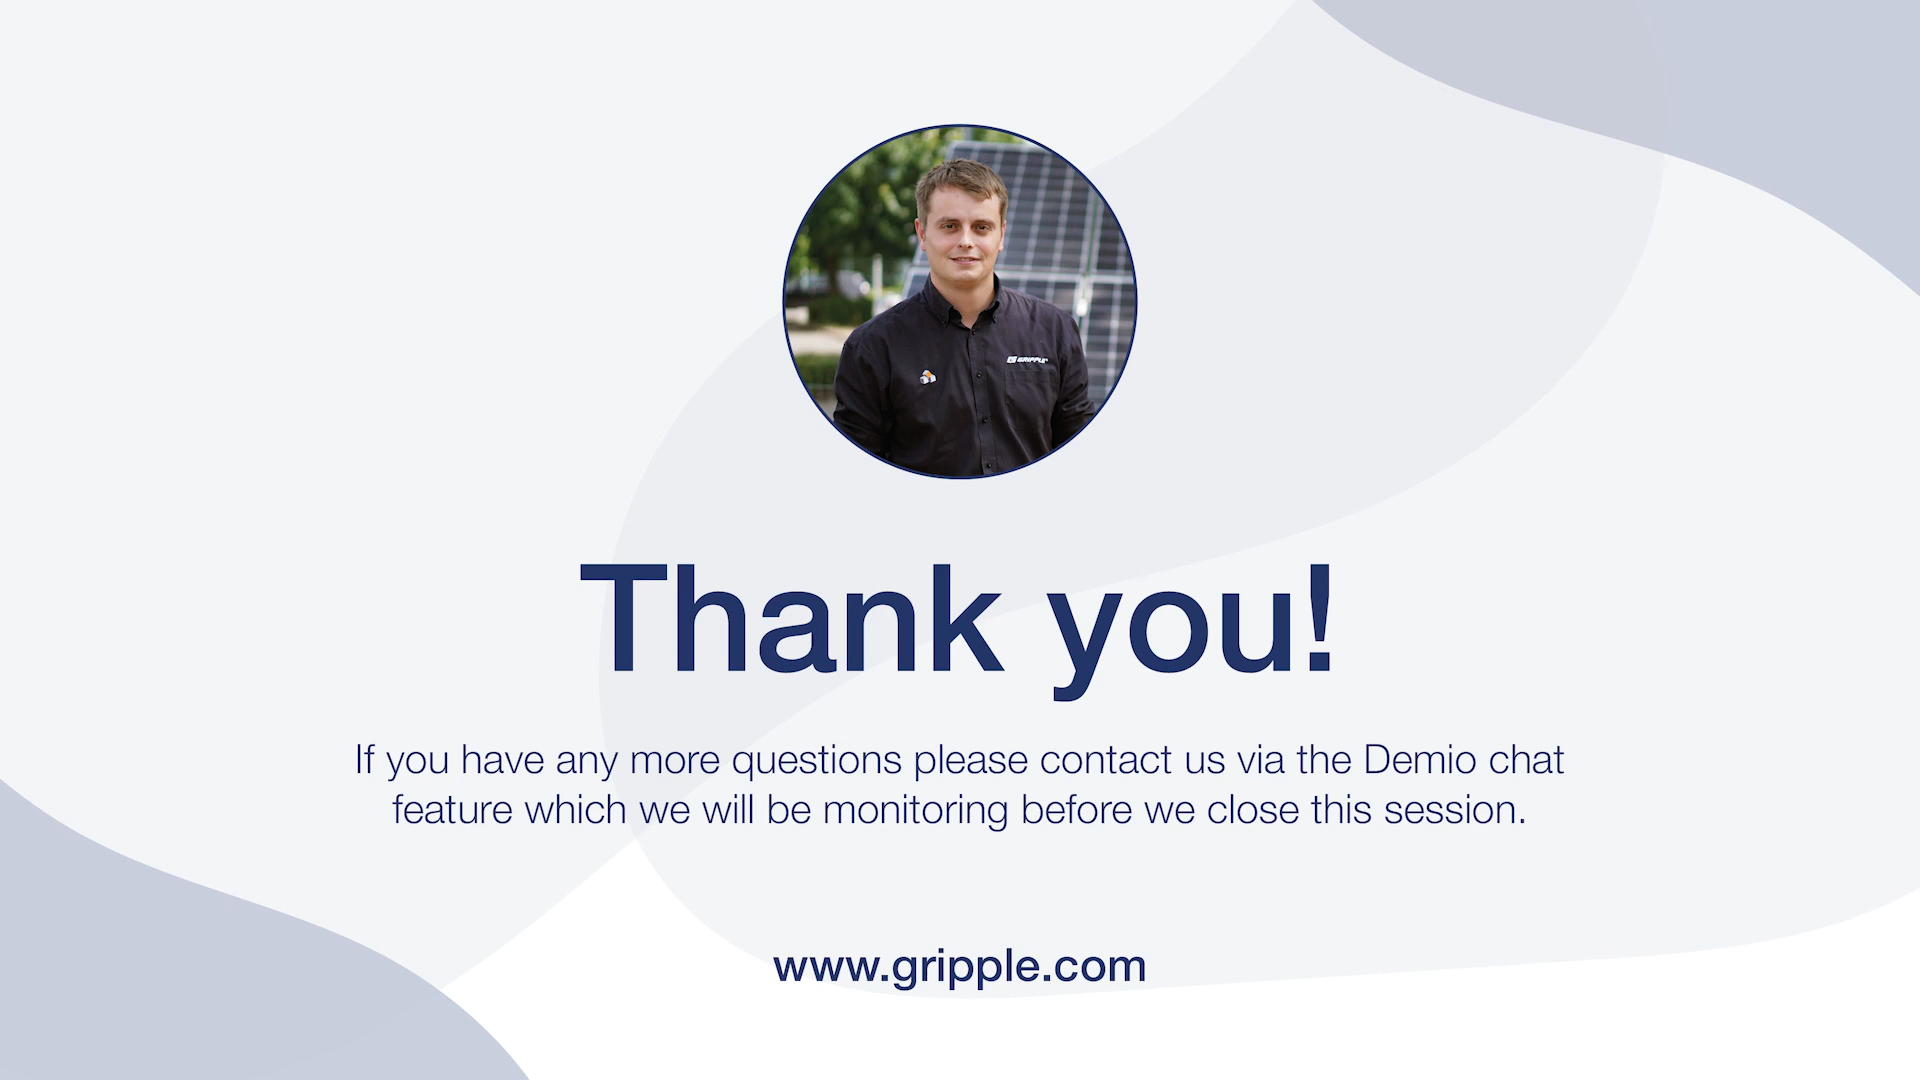 GRIPPLE
Thank you!
If you have any more questions please contact us via the Demio chat
feature which we will be monitoring before we close this session.
www.gripple.com